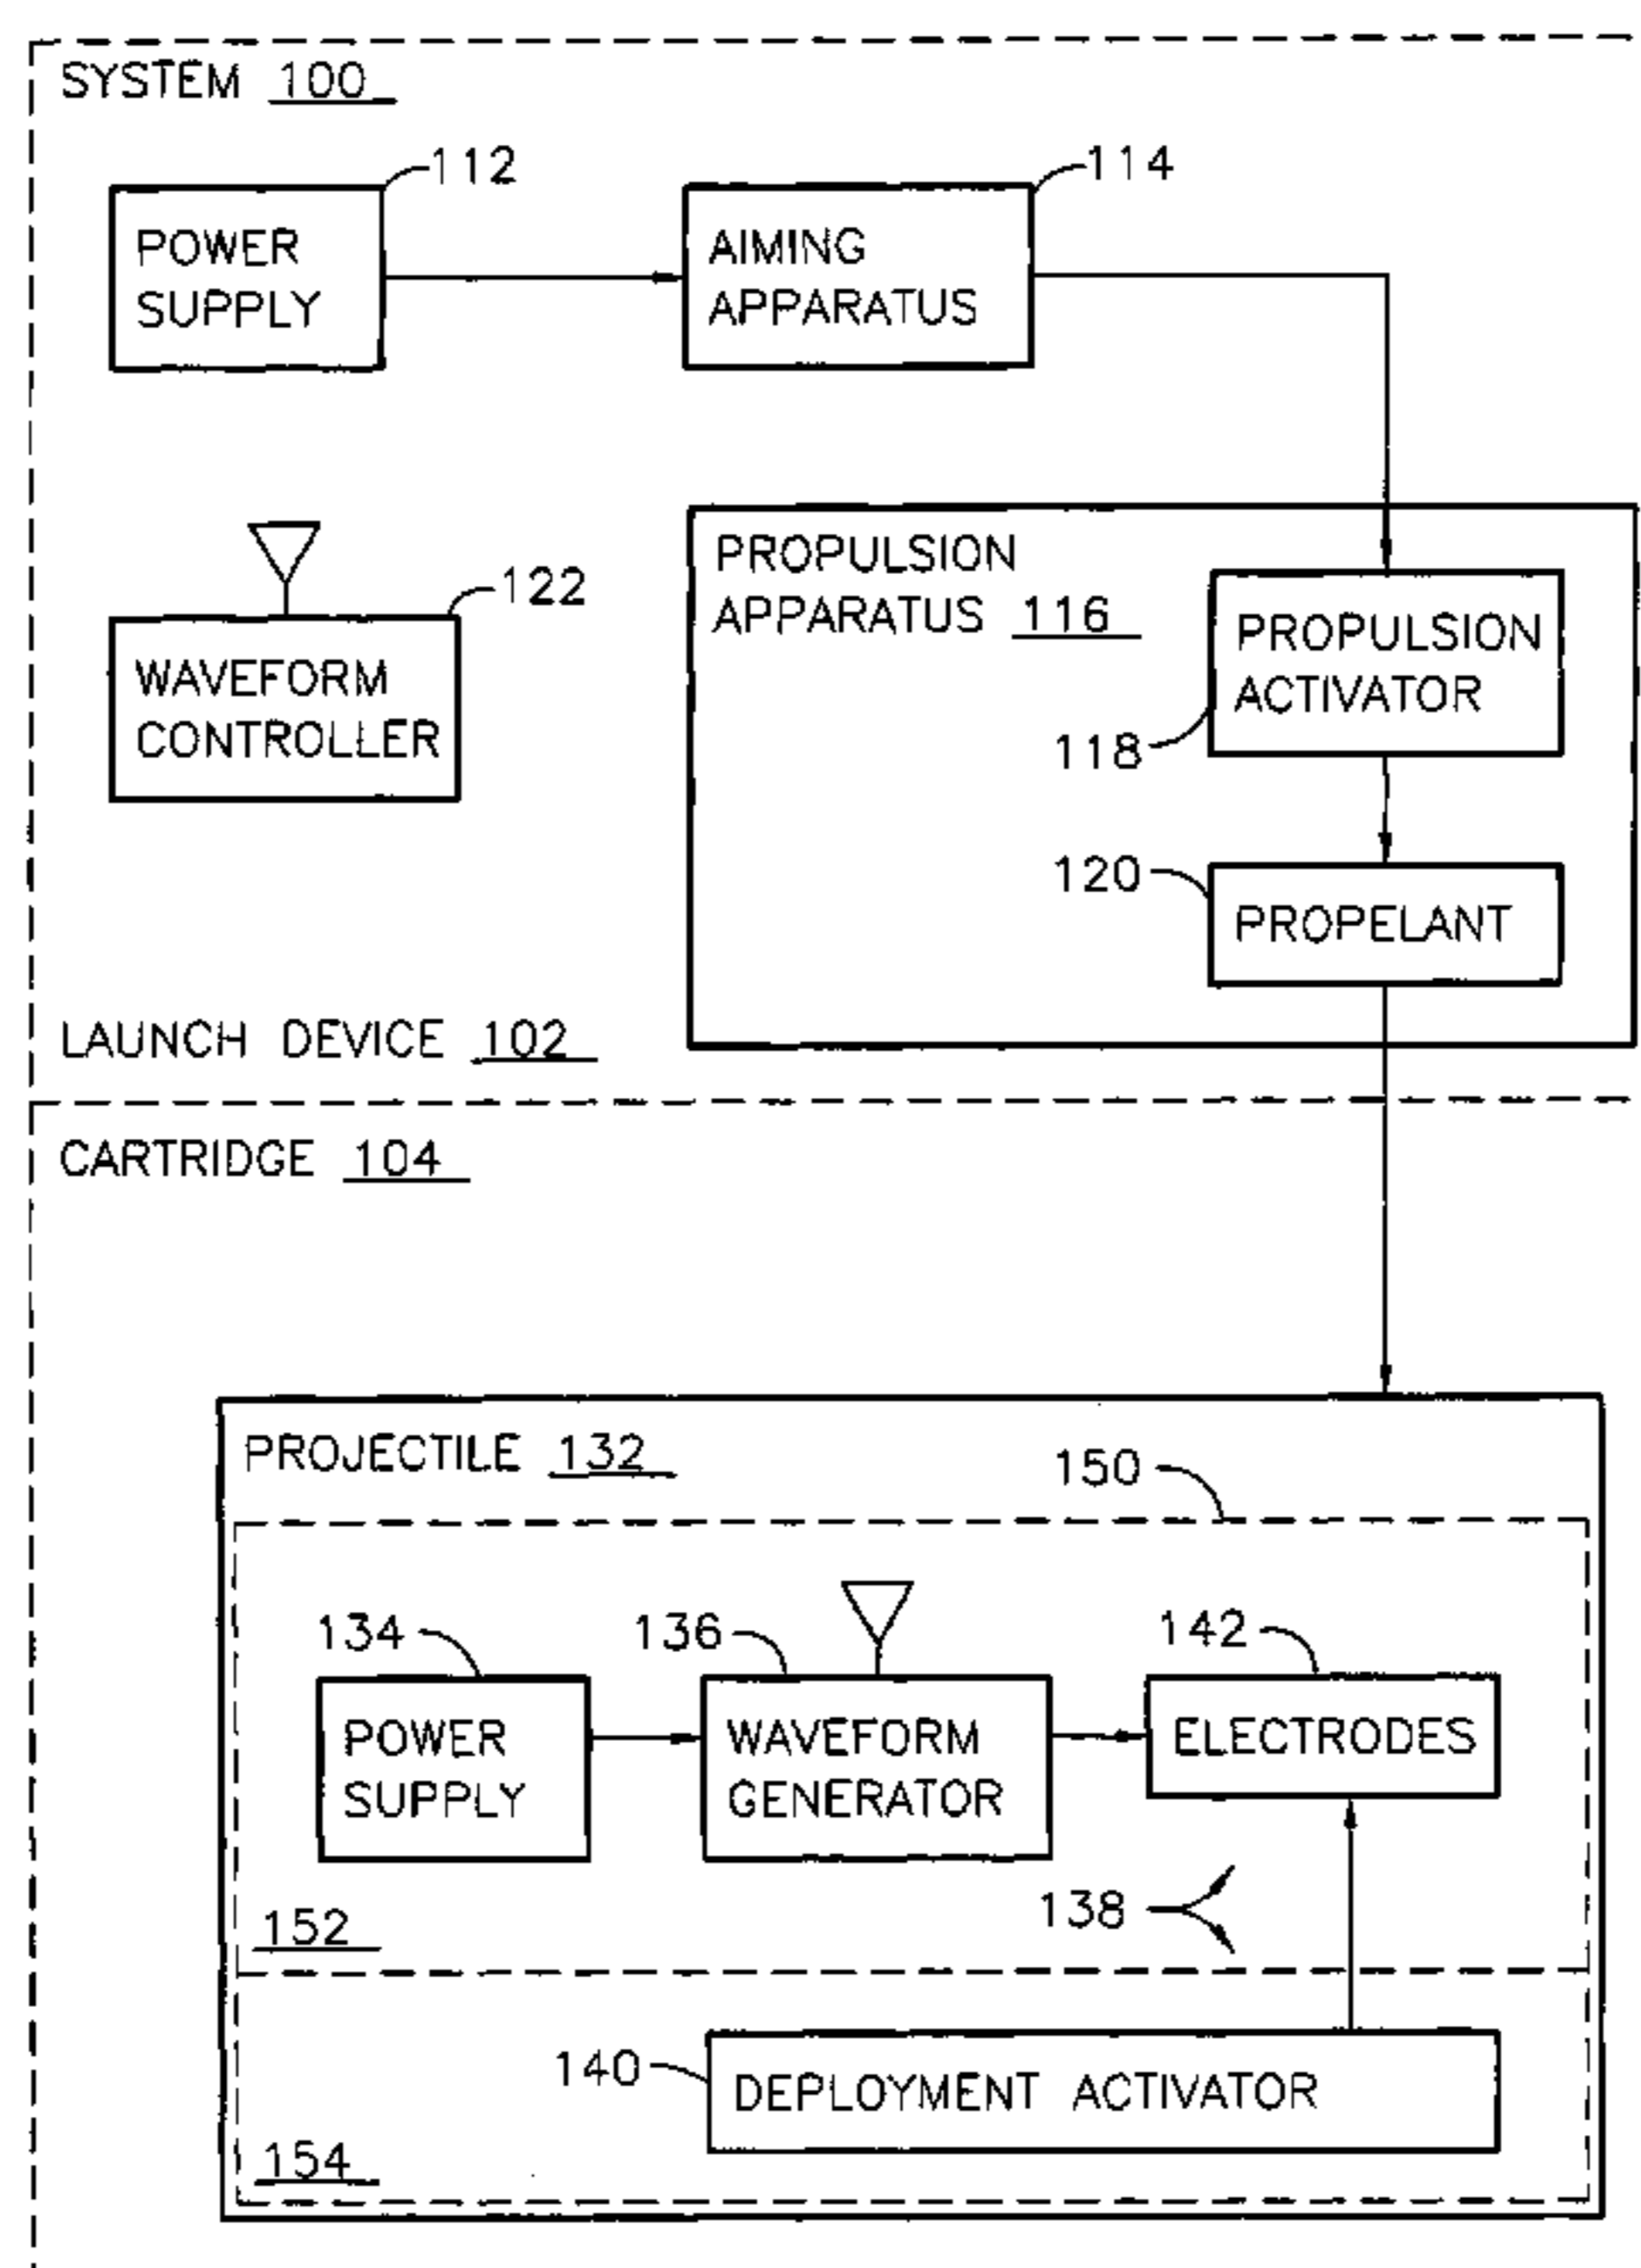 SYSTEM 100
112
114
POWER
SUPPLY
AIMING
APPARATUS
122
WAVEFORM
CONTROLLER
PROPULSION
APPARATUS 116
PROPULSION
ACTIVATOR
118
120
PROPELANT
LAUNCH DEVICE 102
CARTRIDGE 104
PROJECTILE 132
150
134
136
142
POWER
SUPPLY
WAVEFORM
GENERATOR
ELECTRODES
138
152
140
DEPLOYMENT ACTIVATOR
154